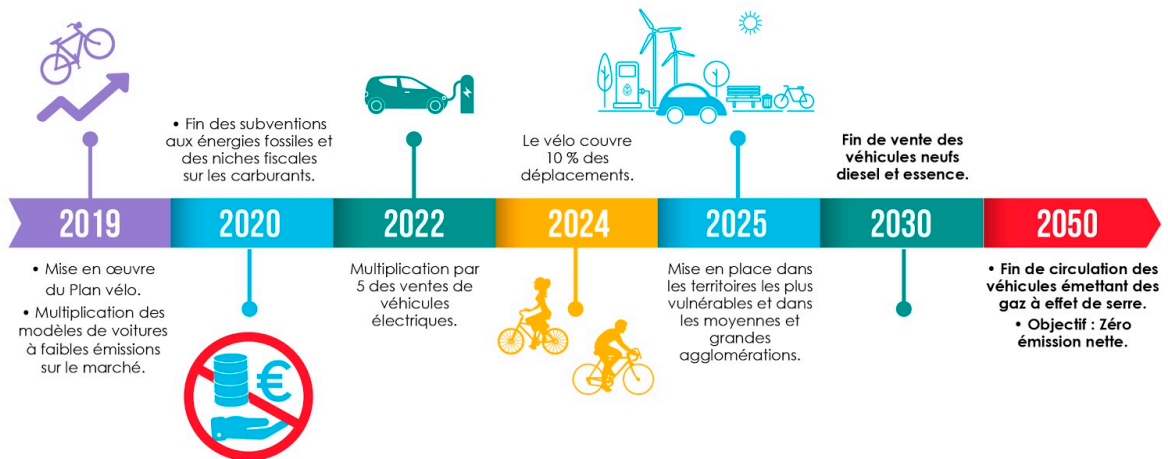 • Fin des subventions
aux énergies fossiles et
des niches fiscales
sur les carburants.
Le vélo couvre
10 % des
déplacements.
Fin de vente des
véhicules neufs
diesel et essence.
2019
2020
2022
2024
2025
2030
2050
• Mise en œuvre
du Plan vélo.
• Multiplication des
modèles de voitures
à faibles émissions
sur le marché.
€
Multiplication par
5 des ventes de
véhicules
électriques.
Mise en place dans
les territoires les plus
vulnérables et dans
les moyennes et
grandes
agglomérations.
• Fin de circulation des
véhicules émettant des
gaz à effet de serre.
• Objectif : Zéro
émission nette.